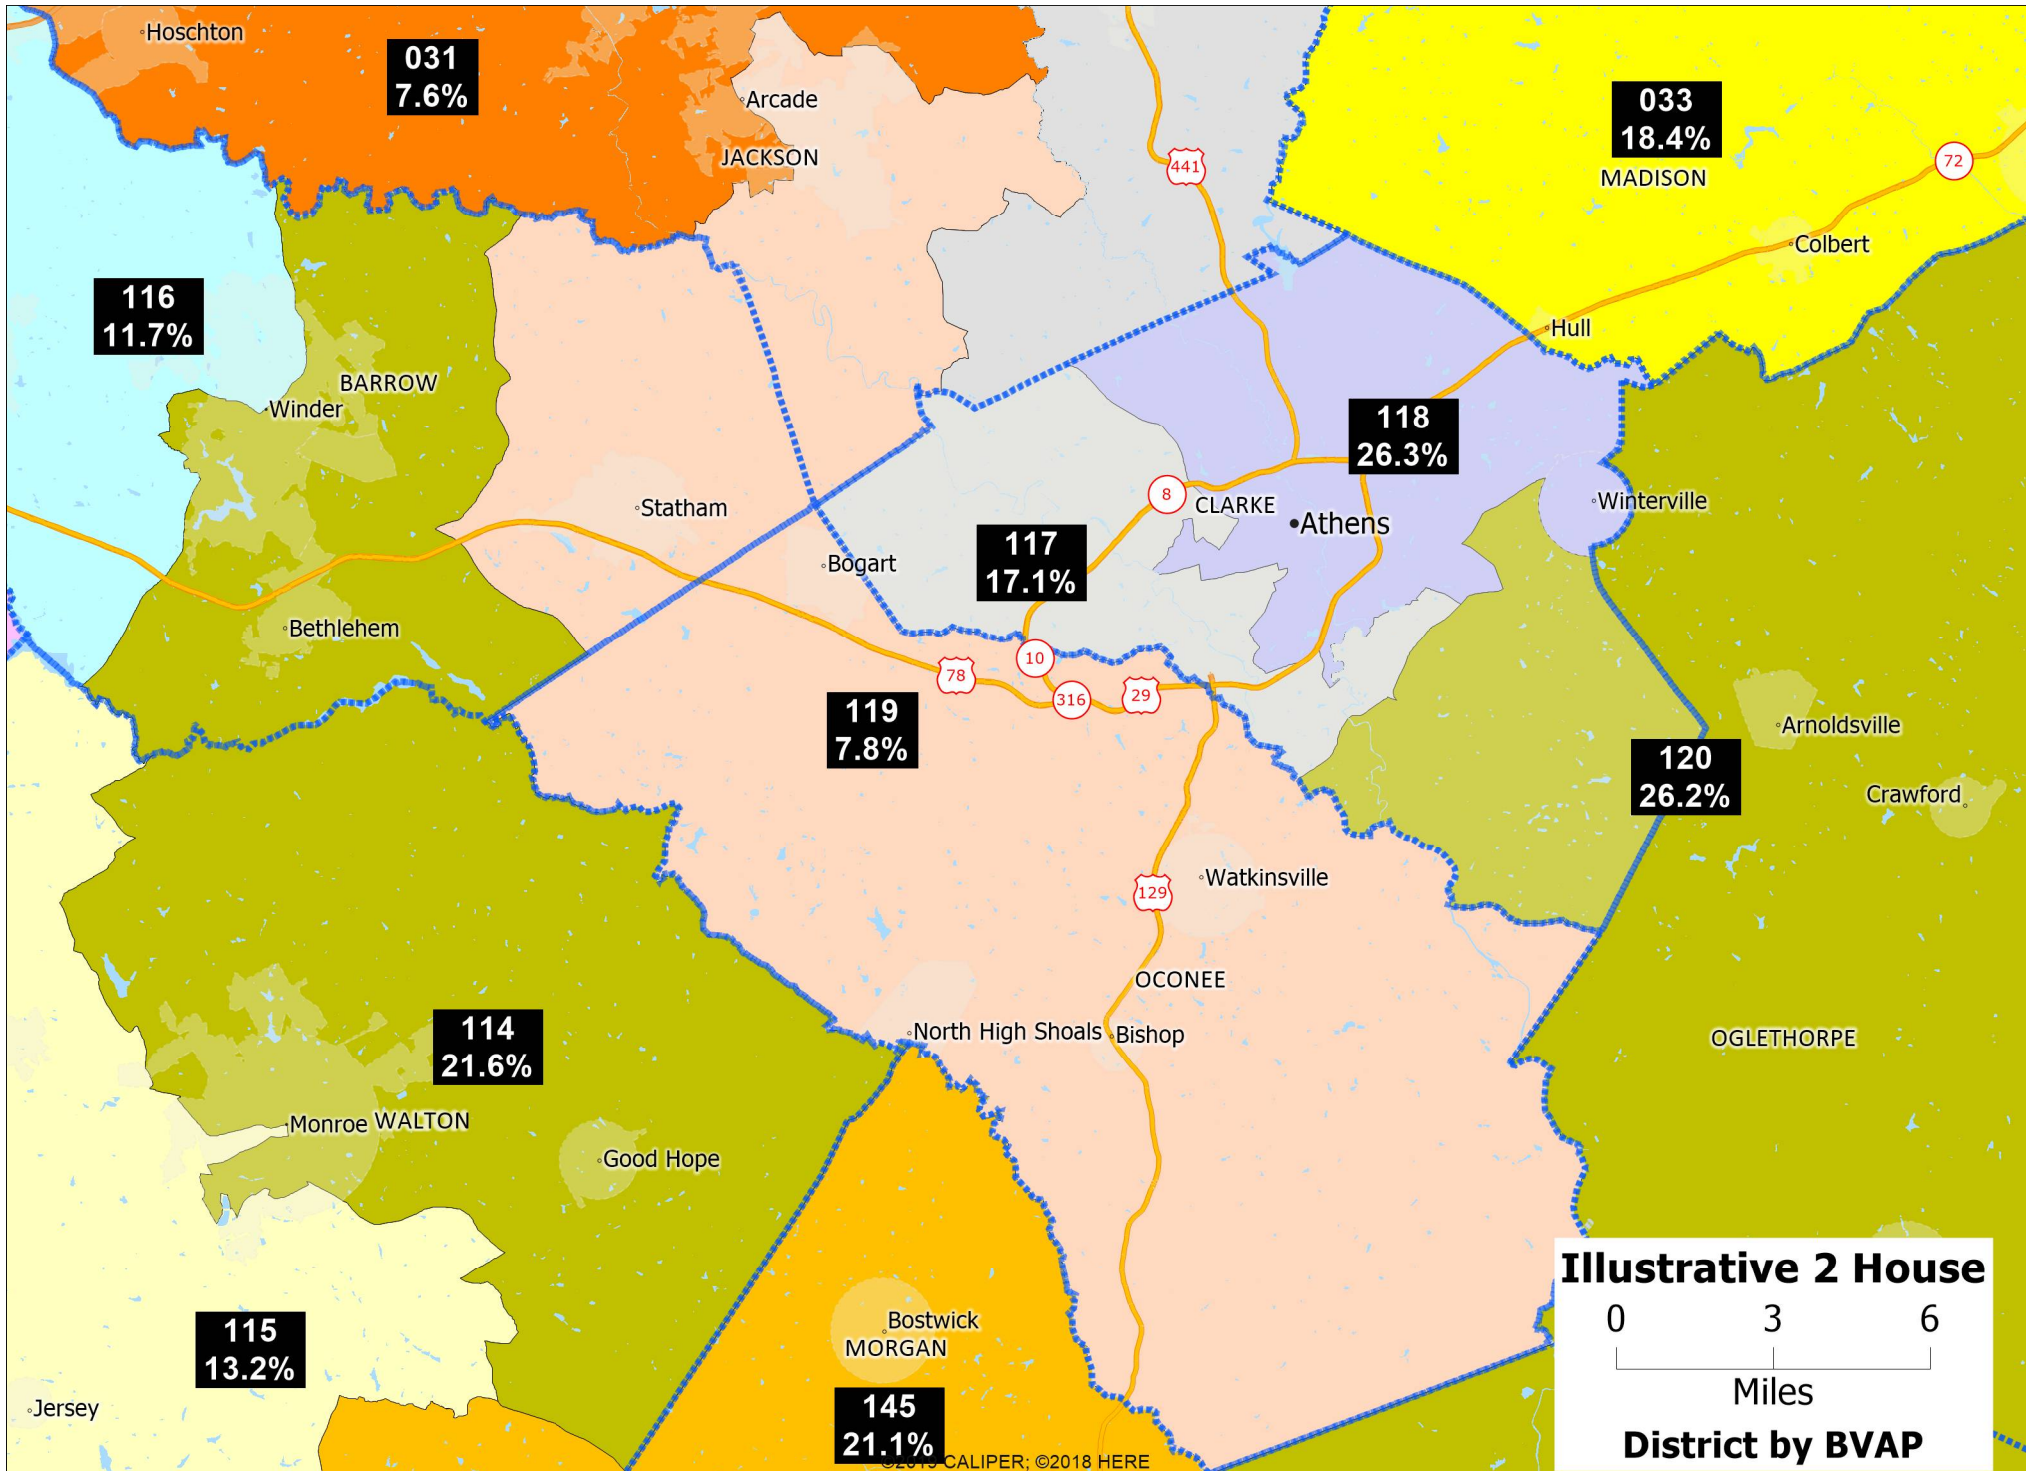 Hoschton
031
7.6%
Arcade
JACKSON
441
033
18.4%
MADISON
72
Colbert
116
11.7%
Hull
BARROW
Winder
118
26.3%
Statham
8
CLARKE
Athens
Winterville
117
17.1%
Bogart
Bethlehem
10
78
316
29
119
7.8%
Arnoldsville
120
26.2%
Crawford
Watkinsville
129
OCONEE
114
21.6%
North High Shoals
Bishop
OGLETHORPE
Monroe
WALTON
Good Hope
115
13.2%
Bostwick
MORGAN
Jersey
145
21.1%
©2019 CALIPER; ©2018 HERE
Illustrative 2 House
0 3 6
Miles
District by BVAP